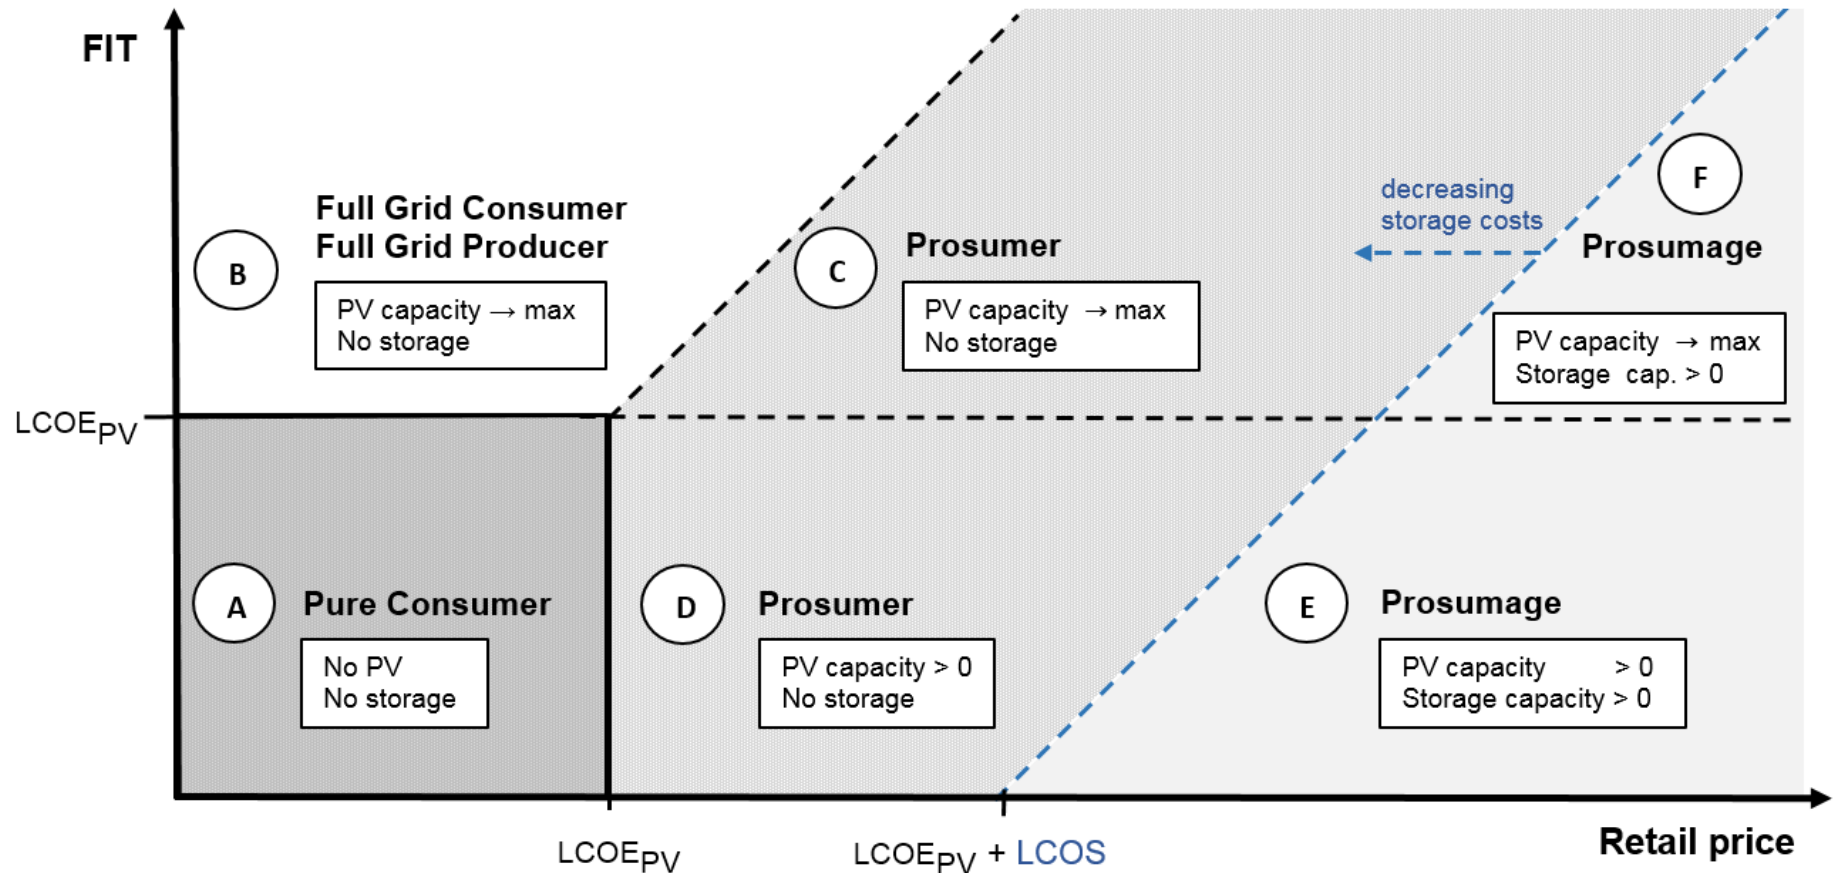 FIT
Full Grid Consumer
Full Grid Producer
B
PV capacity → max
No storage
C
Prosumer
PV capacity → max
No storage
decreasing
storage costs
F
Prosumage
PV capacity → max
Storage cap. > 0
LCOEPV
A
Pure Consumer
No PV
No storage
D
Prosumer
PV capacity > 0
No storage
E
Prosumage
PV capacity > 0
Storage capacity > 0
LCOEPV
LCOEPV + LCOS
Retail price